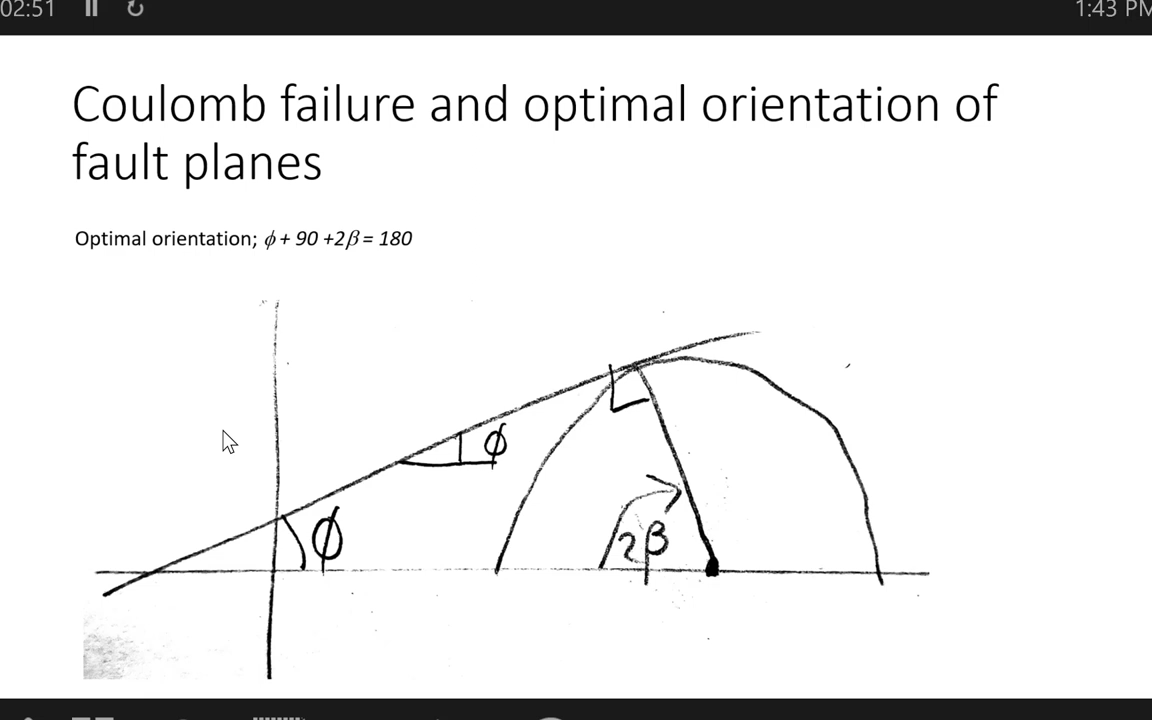 02:51
1:43 PM
Coulomb failure and optimal orientation of
fault planes
Optimal orientation; ϕ + 90 +2β = 180
ϕ
ϕ
2β